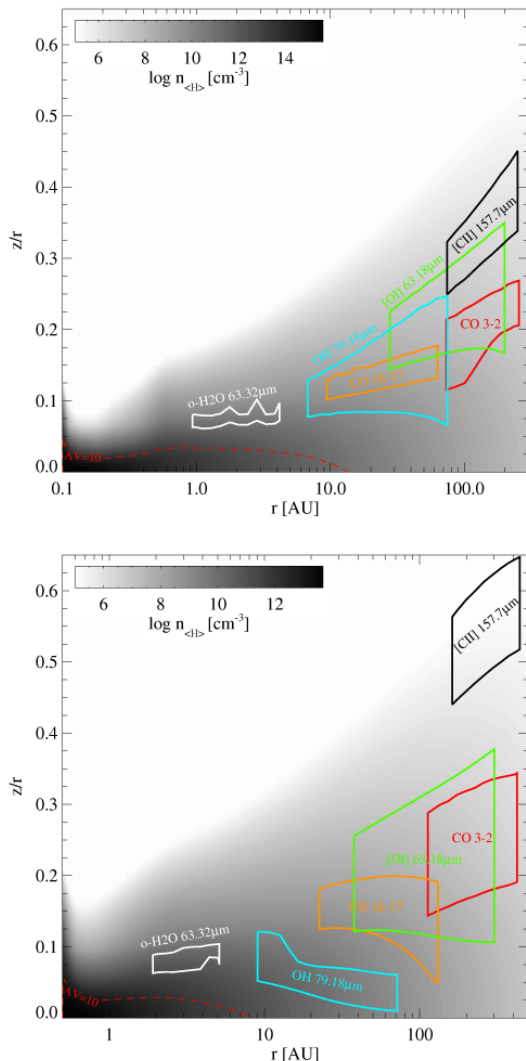 0.6
6 8 10 12 14
log n<H> [cm-3]
0.5
[CII] 157.7μm
0.4
[OI] 63.18μm
z/r
0.3
OH 79.18μm
CO 3-2
0.2
CO 18-17
o-H2O 63.32μm
0.1
AV=10
0.0
0.1 1.0 10.0 100.0
r [AU]
0.6
6 8 10 12
log n<H> [cm-3]
[CII] 157.7μm
0.5
0.4
z/r
0.3
CO 3-2
[OI] 63.18μm
0.2
CO 18-17
o-H2O 63.32μm
0.1
OH 79.18μm
AV=10
0.0
1 10 100
r [AU]